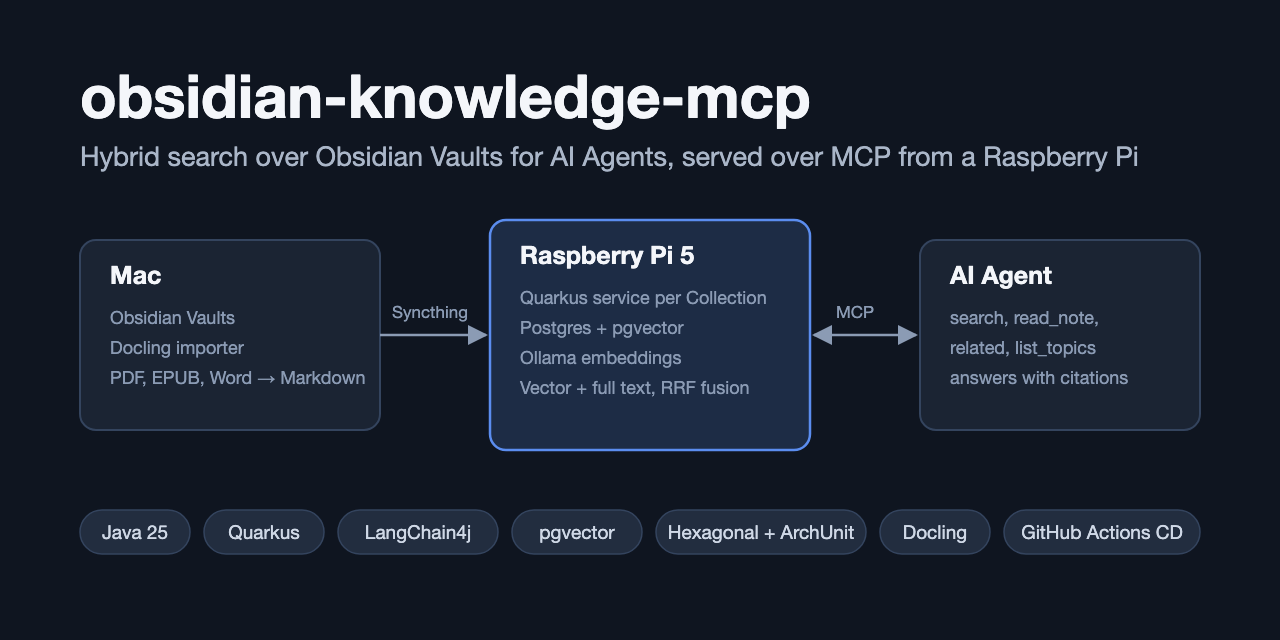 obsidian-knowledge-mcp
Hybrid search over Obsidian Vaults for AI Agents, served over MCP from a Raspberry Pi
Mac
Obsidian Vaults
Docling importer
PDF, EPUB, Word → Markdown
Syncthing
Raspberry Pi 5
Quarkus service per Collection
Postgres + pgvector
Ollama embeddings
Vector + full text, RRF fusion
MCP
AI Agent
search, read_note,
related, list_topics
answers with citations
Java 25
Quarkus
LangChain4j
pgvector
Hexagonal + ArchUnit
Docling
GitHub Actions CD